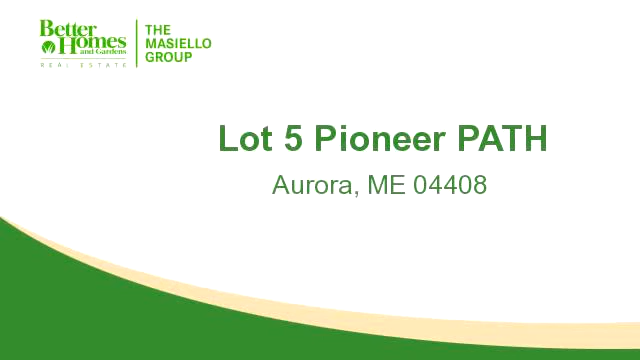 Better
Homes
and Gardens
REAL ESTATE
THE
MASIELLO
GROUP
Lot 5 Pioneer PATH
Aurora, ME 04408